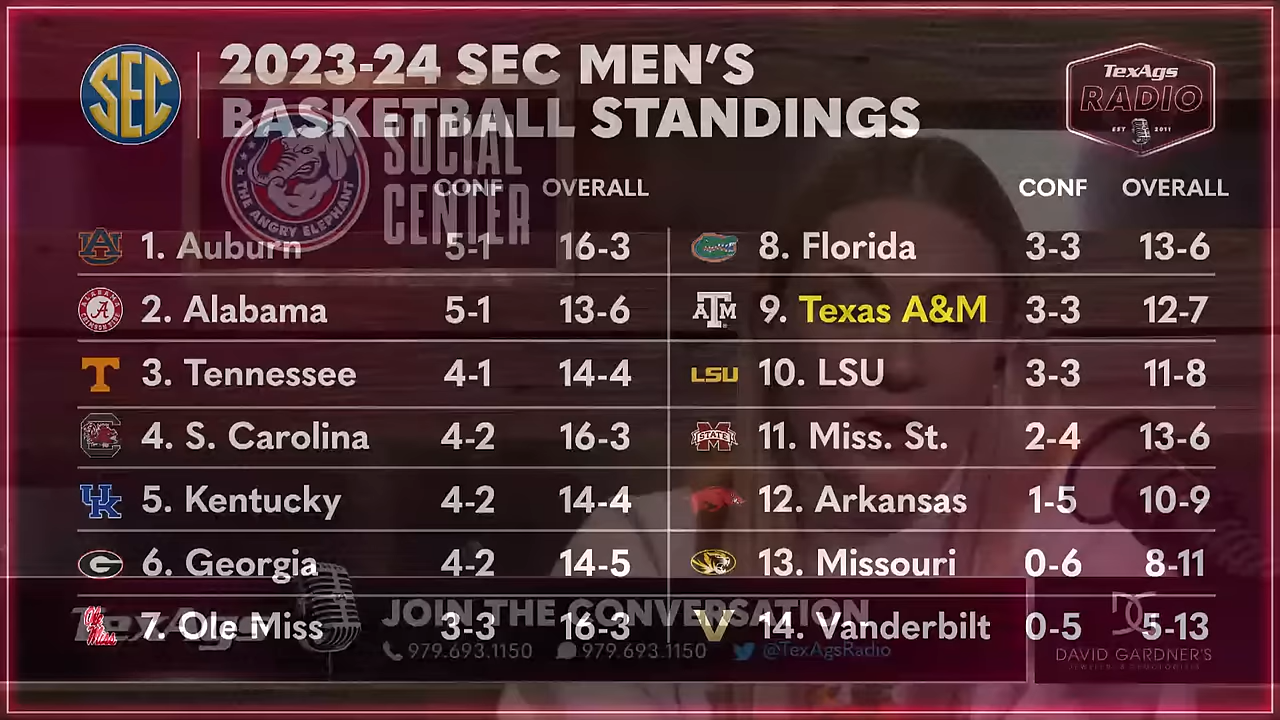 SEC
2023-24 SEC MEN'S
BASKETBALL STANDINGS
TexAgs
RADIO
EST 2011
THE ANGRY ELEPHANT
SOCIAL
CENTER
CONF OVERALL
1. Auburn 5-1 16-3
2. Alabama 5-1 13-6
3. Tennessee 4-1 14-4
4. S. Carolina 4-2 16-3
5. Kentucky 4-2 14-4
6. Georgia 4-2 14-5
7. Ole Miss 3-3 16-3
CONF OVERALL
8. Florida 3-3 13-6
9. Texas A&M 3-3 12-7
10. LSU 3-3 11-8
11. Miss. St. 2-4 13-6
12. Arkansas 1-5 10-9
13. Missouri 0-6 8-11
14. Vanderbilt 0-5 5-13
LSU
STATE
TexAgs
JOIN THE CONVERSATION
979.693.1150 979.693.1150 @TexAgsRadio
DAVID GARDNER'S